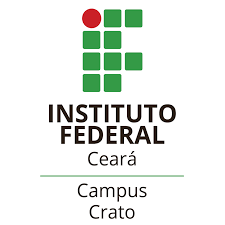 INSTITUTO
FEDERAL
Ceará
Campus
Crato